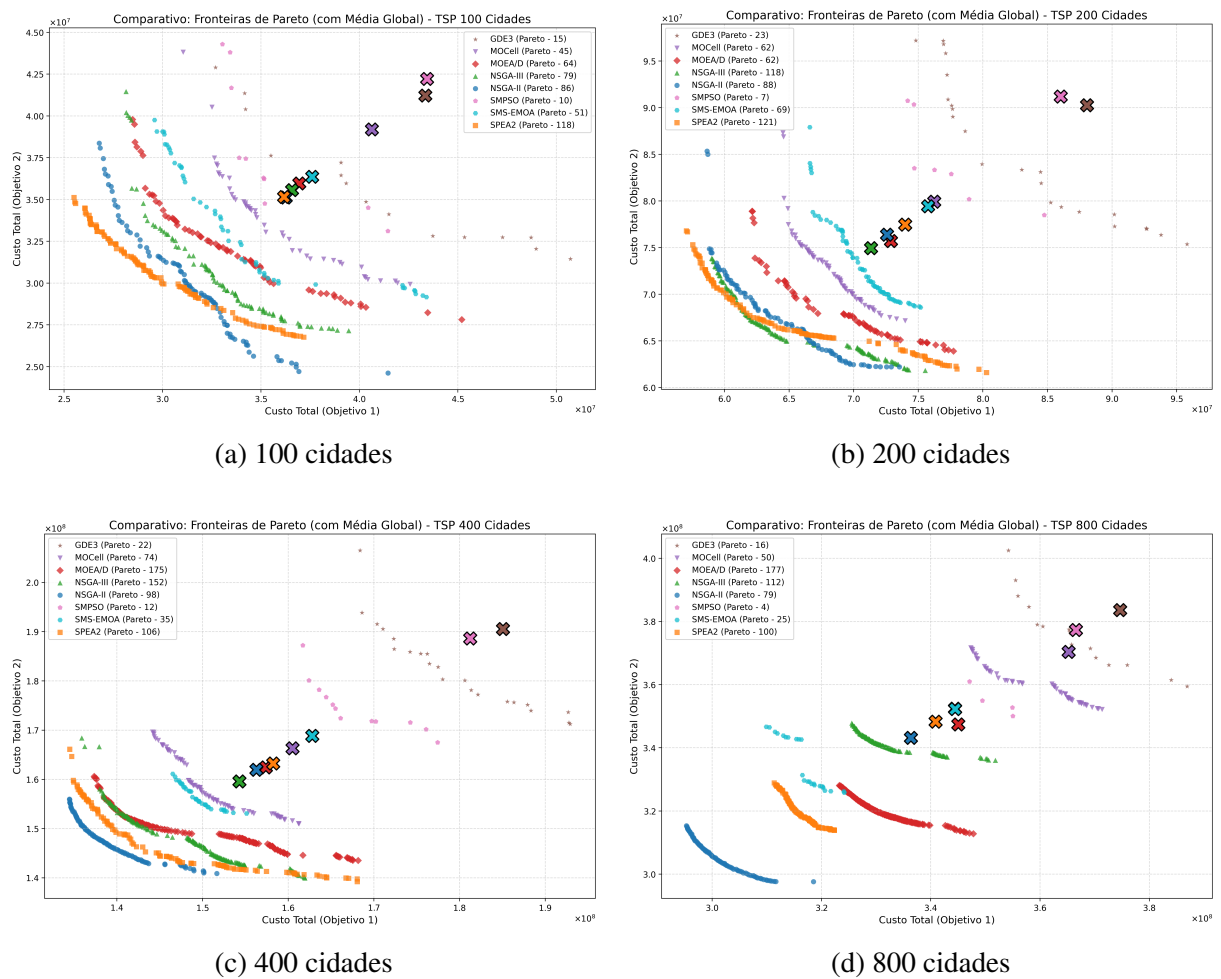 Comparativo: Fronteiras de Pareto (com Média Global) - TSP 100 Cidades
×10⁷
4.50
4.25
4.00
3.75
3.50
3.25
3.00
2.75
2.50
Custo Total (Objetivo 2)
GDE3 (Pareto - 15)
MOCell (Pareto - 45)
MOEA/D (Pareto - 64)
NSGA-III (Pareto - 79)
NSGA-II (Pareto - 86)
SMPSO (Pareto - 10)
SMS-EMOA (Pareto - 51)
SPEA2 (Pareto - 118)
2.5 3.0 3.5 4.0 4.5 5.0
Custo Total (Objetivo 1)
×10⁷
(a) 100 cidades
Comparativo: Fronteiras de Pareto (com Média Global) - TSP 200 Cidades
×10⁷
9.5
9.0
8.5
8.0
7.5
7.0
6.5
6.0
Custo Total (Objetivo 2)
GDE3 (Pareto - 23)
MOCell (Pareto - 62)
MOEA/D (Pareto - 62)
NSGA-III (Pareto - 118)
NSGA-II (Pareto - 88)
SMPSO (Pareto - 7)
SMS-EMOA (Pareto - 69)
SPEA2 (Pareto - 121)
6.0 6.5 7.0 7.5 8.0 8.5 9.0 9.5
Custo Total (Objetivo 1)
×10⁷
(b) 200 cidades
Comparativo: Fronteiras de Pareto (com Média Global) - TSP 400 Cidades
×10⁸
2.0
1.9
1.8
1.7
1.6
1.5
1.4
Custo Total (Objetivo 2)
GDE3 (Pareto - 22)
MOCell (Pareto - 74)
MOEA/D (Pareto - 175)
NSGA-III (Pareto - 152)
NSGA-II (Pareto - 98)
SMPSO (Pareto - 12)
SMS-EMOA (Pareto - 35)
SPEA2 (Pareto - 106)
1.4 1.5 1.6 1.7 1.8 1.9
Custo Total (Objetivo 1)
×10⁸
(c) 400 cidades
Comparativo: Fronteiras de Pareto (com Média Global) - TSP 800 Cidades
×10⁸
4.0
3.8
3.6
3.4
3.2
3.0
Custo Total (Objetivo 2)
GDE3 (Pareto - 16)
MOCell (Pareto - 50)
MOEA/D (Pareto - 177)
NSGA-III (Pareto - 112)
NSGA-II (Pareto - 79)
SMPSO (Pareto - 4)
SMS-EMOA (Pareto - 25)
SPEA2 (Pareto - 100)
3.0 3.2 3.4 3.6 3.8
Custo Total (Objetivo 1)
×10⁸
(d) 800 cidades